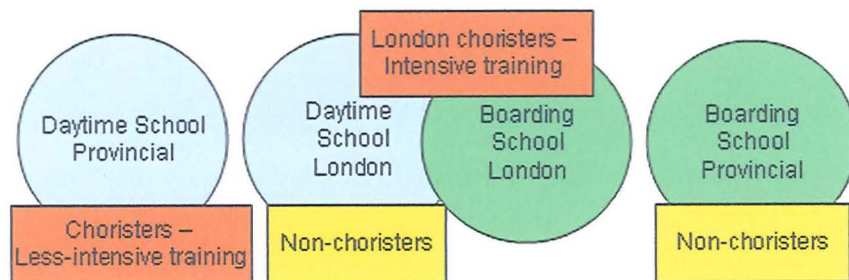 London choristers –
Intensive training
Daytime School
Provincial
Daytime
School
London
Boarding
School
London
Boarding
School
Provincial
Choristers –
Less-intensive training
Non-choristers
Non-choristers